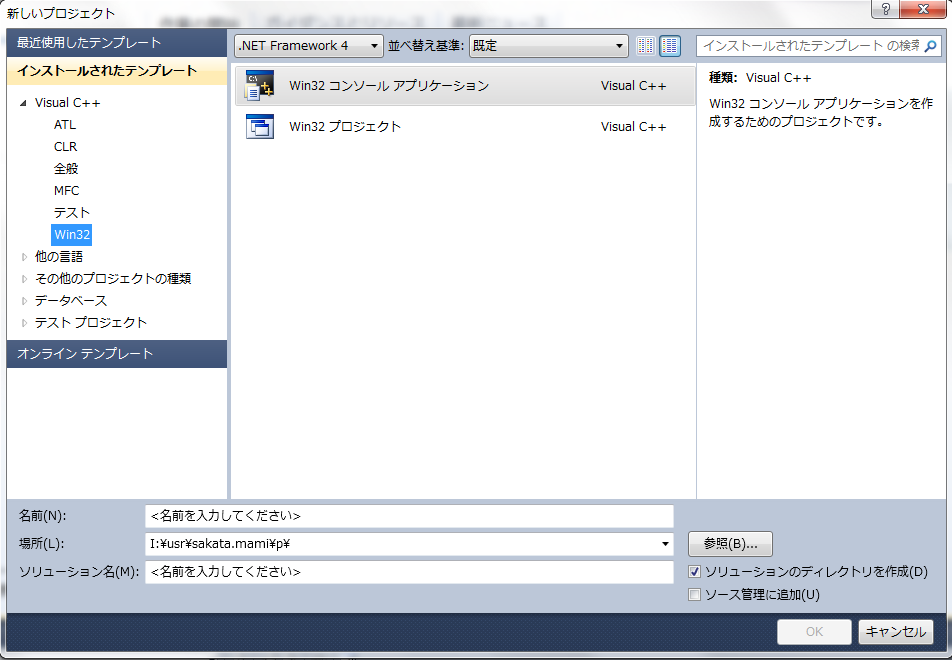 新しいプロジェクト
最近使用したテンプレート
インストールされたテンプレート
Visual C++
ATL
CLR
全般
MFC
テスト
Win32
他の言語
その他のプロジェクトの種類
データベース
テスト プロジェクト
オンライン テンプレート
.NET Framework 4
並べ替え基準: 既定
Win32 コンソール アプリケーション Visual C++
Win32 プロジェクト Visual C++
インストールされたテンプレート の検索
種類: Visual C++
Win32 コンソール アプリケーションを作
成するためのプロジェクトです。
名前(N): <名前を入力してください>
場所(L): I:¥usr¥sakata.mami¥p¥
参照(B)...
ソリューション名(M): <名前を入力してください>
ソリューションのディレクトリを作成(D)
ソース管理に追加(U)
OK
キャンセル